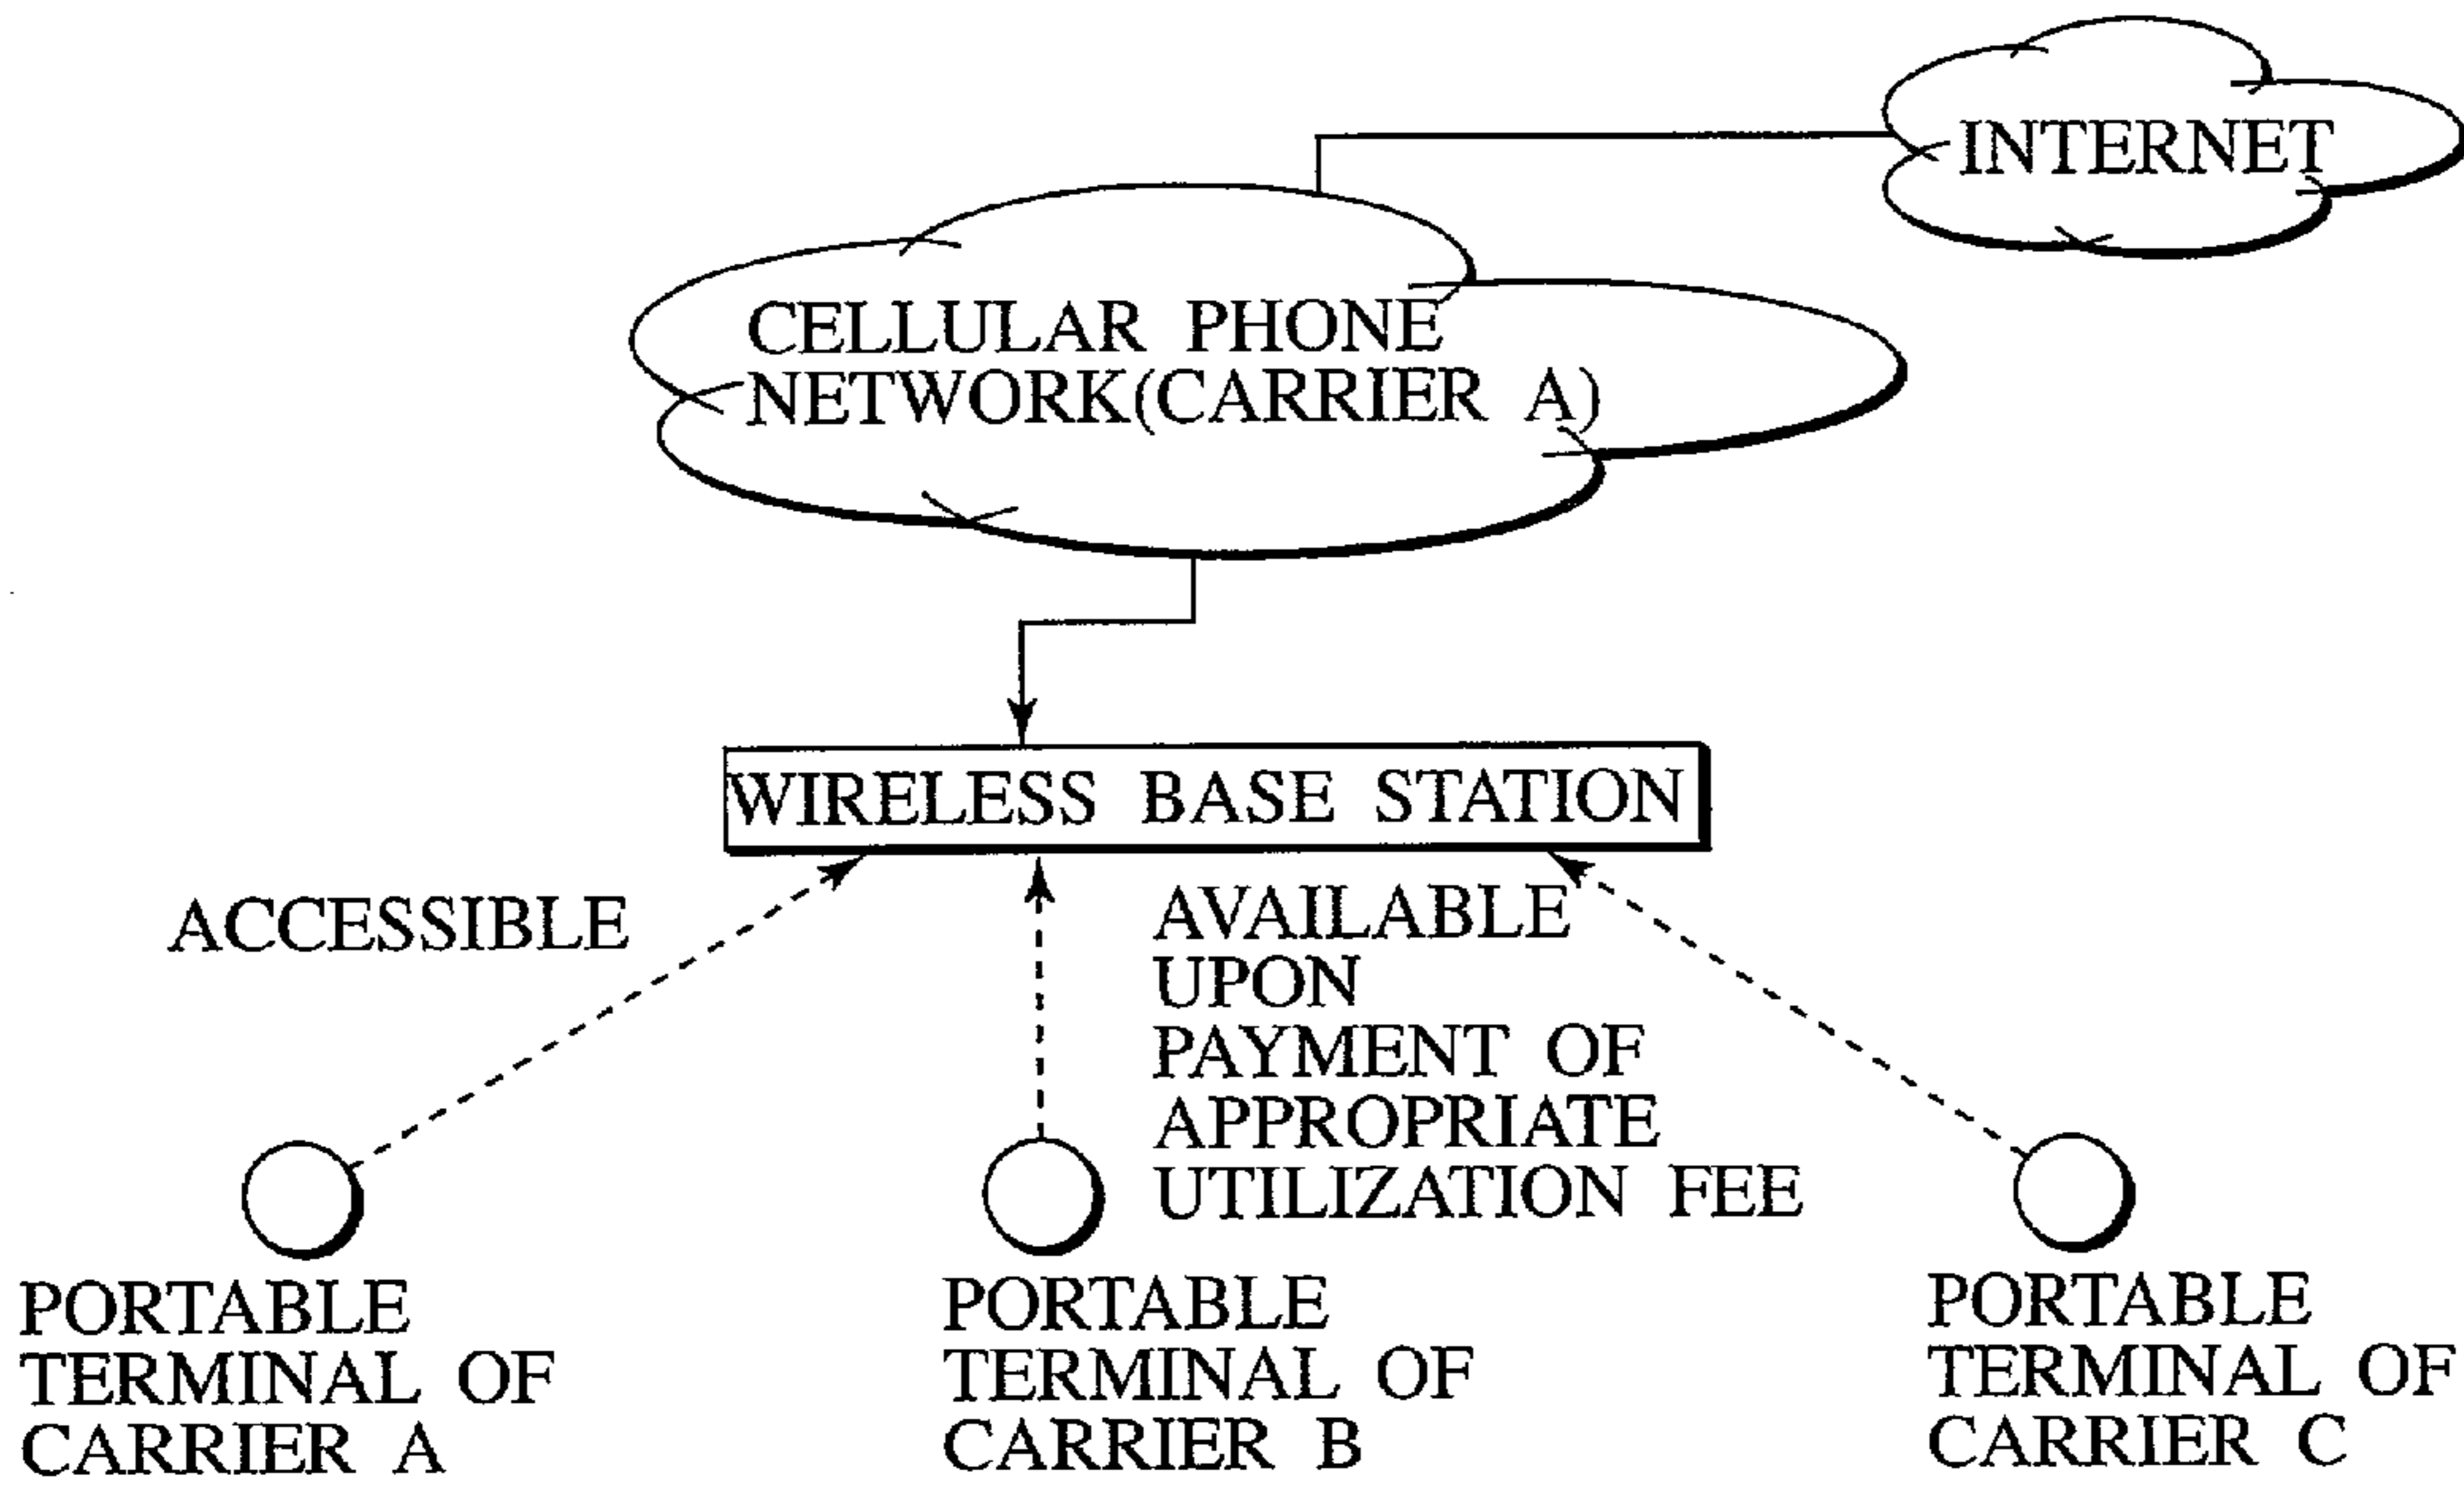 INTERNET
CELLULAR PHONE
NETWORK(CARRIER A)
WIRELESS BASE STATION
ACCESSIBLE
AVAILABLE
UPON
PAYMENT OF
APPROPRIATE
UTILIZATION FEE
PORTABLE
TERMINAL OF
CARRIER A
PORTABLE
TERMINAL OF
CARRIER B
PORTABLE
TERMINAL OF
CARRIER C